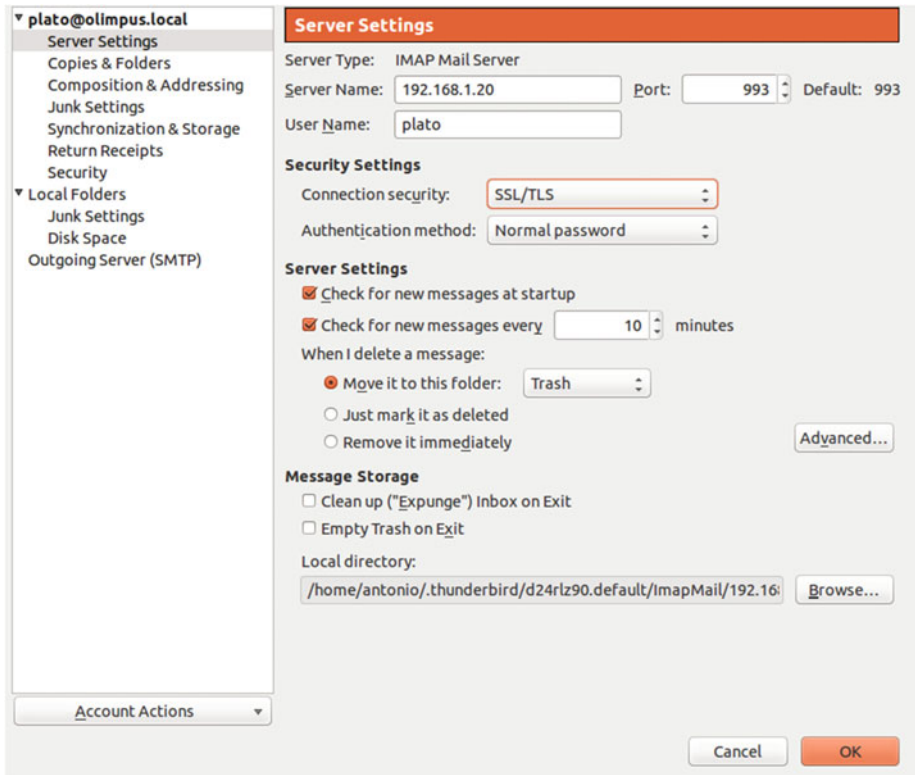 plato@olimpus.local
Server Settings
Copies & Folders
Composition & Addressing
Junk Settings
Synchronization & Storage
Return Receipts
Security
Local Folders
Junk Settings
Disk Space
Outgoing Server (SMTP)
Account Actions
Server Settings
Server Type: IMAP Mail Server
Server Name: 192.168.1.20 Port: 993 Default: 993
User Name: plato
Security Settings
Connection security: SSL/TLS
Authentication method: Normal password
Server Settings
Check for new messages at startup
Check for new messages every 10 minutes
When I delete a message:
Move it to this folder: Trash
Just mark it as deleted
Remove it immediately
Advanced...
Message Storage
Clean up ("Expunge") Inbox on Exit
Empty Trash on Exit
Local directory:
/home/antonio/.thunderbird/d24rlz90.default/ImapMail/192.16 Browse...
Cancel OK